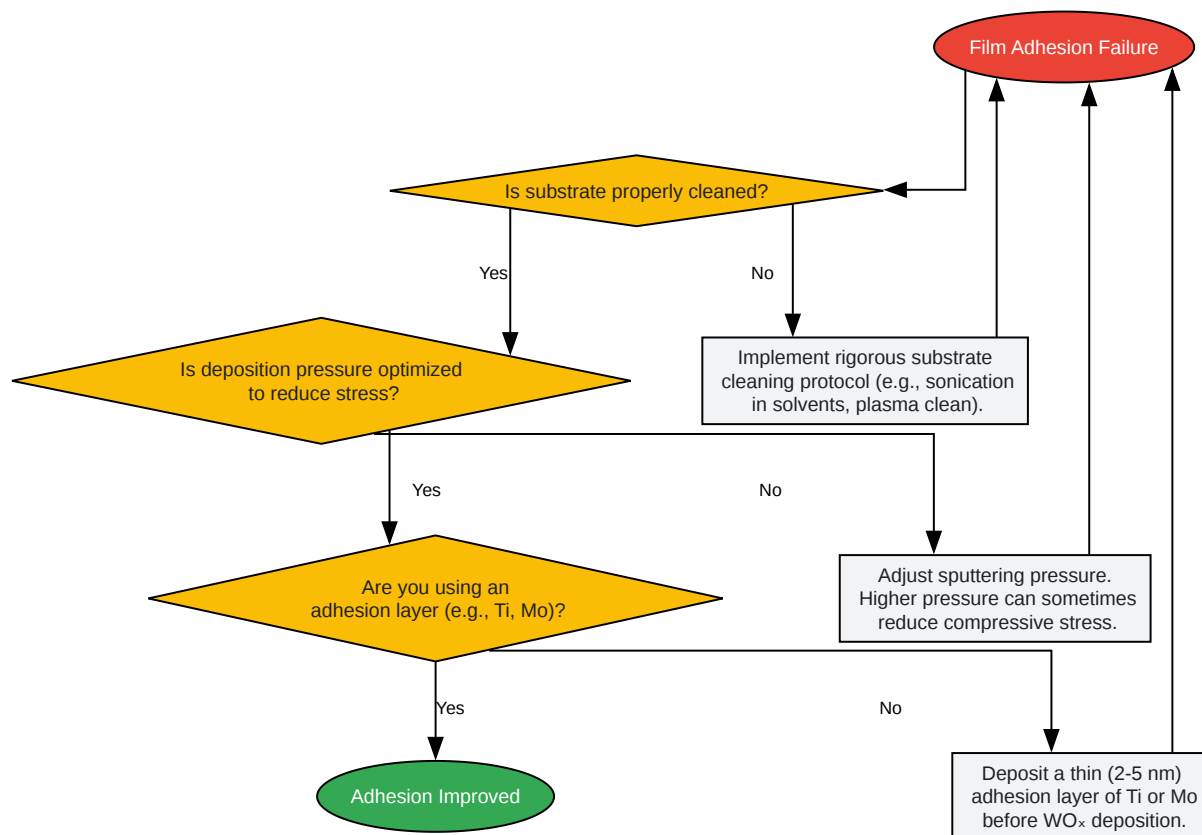 Film Adhesion Failure
Is substrate properly cleaned?
Yes
No
Is deposition pressure optimized
to reduce stress?
Implement rigorous substrate
cleaning protocol (e.g., sonication
in solvents, plasma clean).
Yes
No
Are you using an
adhesion layer (e.g., Ti, Mo)?
Adjust sputtering pressure.
Higher pressure can sometimes
reduce compressive stress.
Yes
No
Adhesion Improved
Deposit a thin (2-5 nm)
adhesion layer of Ti or Mo
before WOₓ deposition.